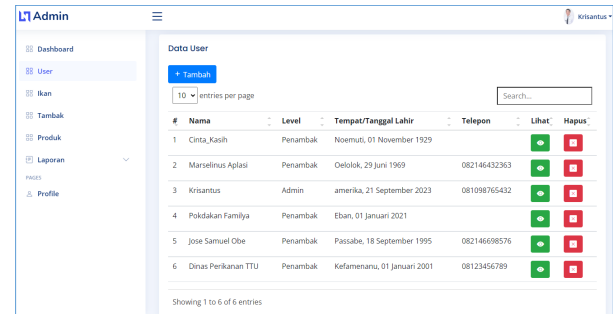 Admin
Krisantus
Dashboard
User
Ikan
Tambak
Produk
Laporan
PAGES
Profile
Data User
+ Tambah
10 entries per page
Search...
# Nama Level Tempat/Tanggal Lahir Telepon Lihat Hapus
1 Cinta_Kasih Penambak Noemuti, 01 November 1929
2 Marselinus Aplasi Penambak Oelolok, 29 Juni 1969 082146432363
3 Krisantus Admin amerika, 21 September 2023 081098765432
4 Pokdakan Familya Penambak Eban, 01 Januari 2021
5 Jose Samuel Obe Penambak Passabe, 18 September 1995 082146698576
6 Dinas Perikanan TTU Penambak Kefamenanu, 01 Januari 2001 08123456789
Showing 1 to 6 of 6 entries